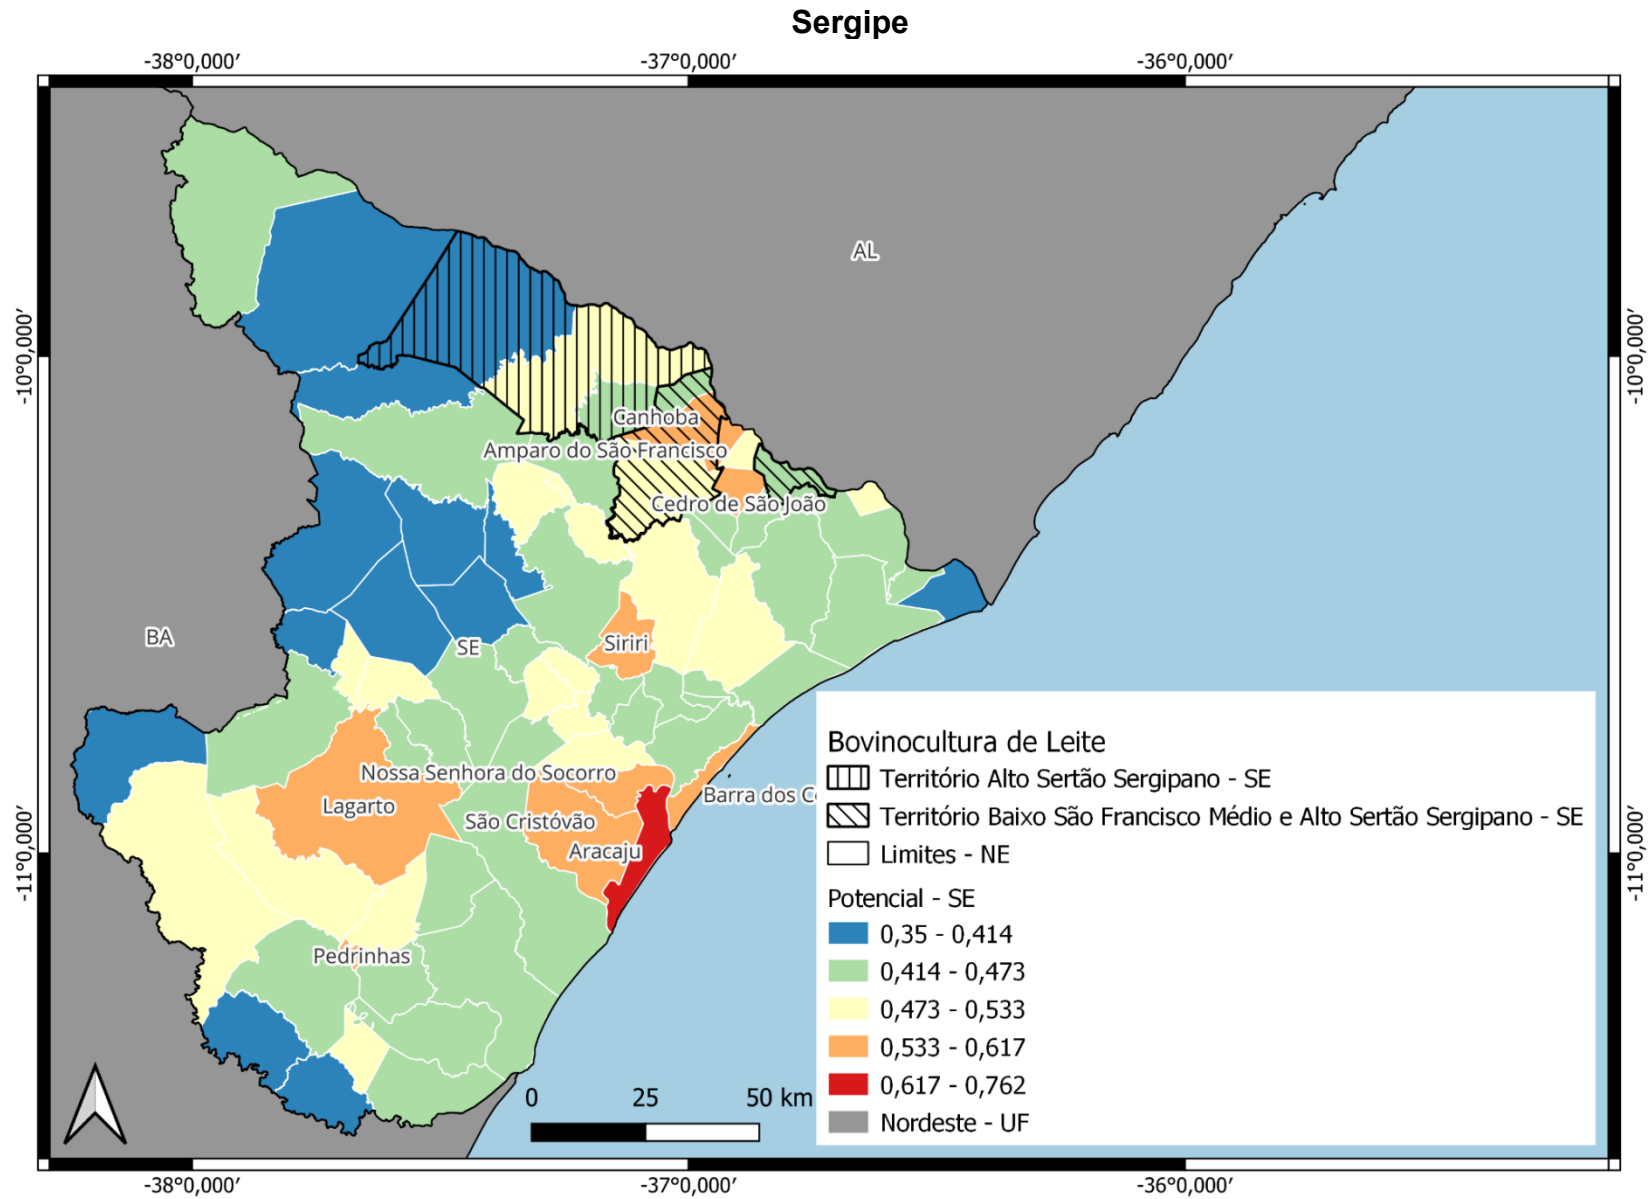 Sergipe
-38°0,000′
-37°0,000′
-36°0,000′
AL
-10°0,000′
-10°0,000′
Canhoba
Amparo do São Francisco
Cedro de São João
BA
SE
Siriri
Nossa Senhora do Socorro
Barra dos C
Lagarto
São Cristóvão
Aracaju
-11°0,000′
-11°0,000′
Pedrinhas
Bovinocultura de Leite
Território Alto Sertão Sergipano - SE
Território Baixo São Francisco Médio e Alto Sertão Sergipano - SE
Limites - NE
Potencial - SE
0,35 - 0,414
0,414 - 0,473
0,473 - 0,533
0,533 - 0,617
0,617 - 0,762
Nordeste - UF
0 25 50 km
-38°0,000′
-37°0,000′
-36°0,000′